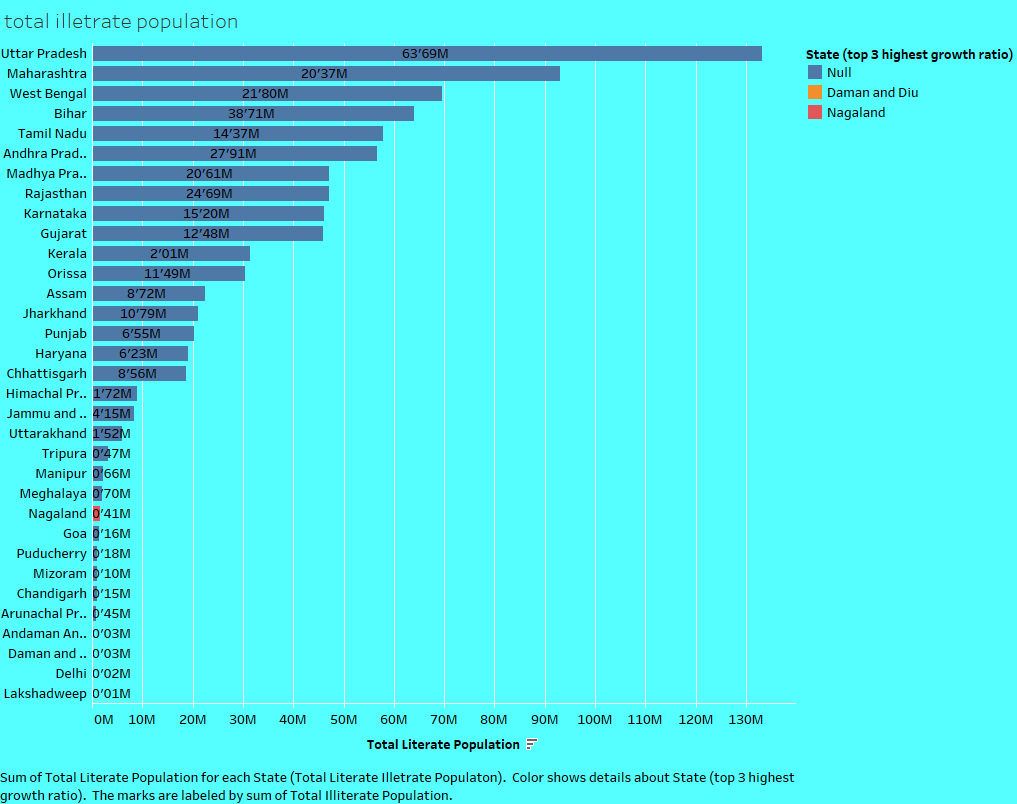 total illetrate population
Uttar Pradesh 63’69M
Maharashtra 20’37M
West Bengal 21’80M
Bihar 38’71M
Tamil Nadu 14’37M
Andhra Prad.. 27’91M
Madhya Pra.. 20’61M
Rajasthan 24’69M
Karnataka 15’20M
Gujarat 12’48M
Kerala 2’01M
Orissa 11’49M
Assam 8’72M
Jharkhand 10’79M
Punjab 6’55M
Haryana 6’23M
Chhattisgarh 8’56M
Himachal Pr.. 1’72M
Jammu and .. 4’15M
Uttarakhand 1’52M
Tripura 0’47M
Manipur 0’66M
Meghalaya 0’70M
Nagaland 0’41M
Goa 0’16M
Puducherry 0’18M
Mizoram 0’10M
Chandigarh 0’15M
Arunachal Pr.. 0’45M
Andaman An.. 0’03M
Daman and .. 0’03M
Delhi 0’02M
Lakshadweep 0’01M
0M 10M 20M 30M 40M 50M 60M 70M 80M 90M 100M 110M 120M 130M
Total Literate Population
State (top 3 highest growth ratio)
Null
Daman and Diu
Nagaland
Sum of Total Literate Population for each State (Total Literate Illetrate Populaton). Color shows details about State (top 3 highest
growth ratio). The marks are labeled by sum of Total Illiterate Population.